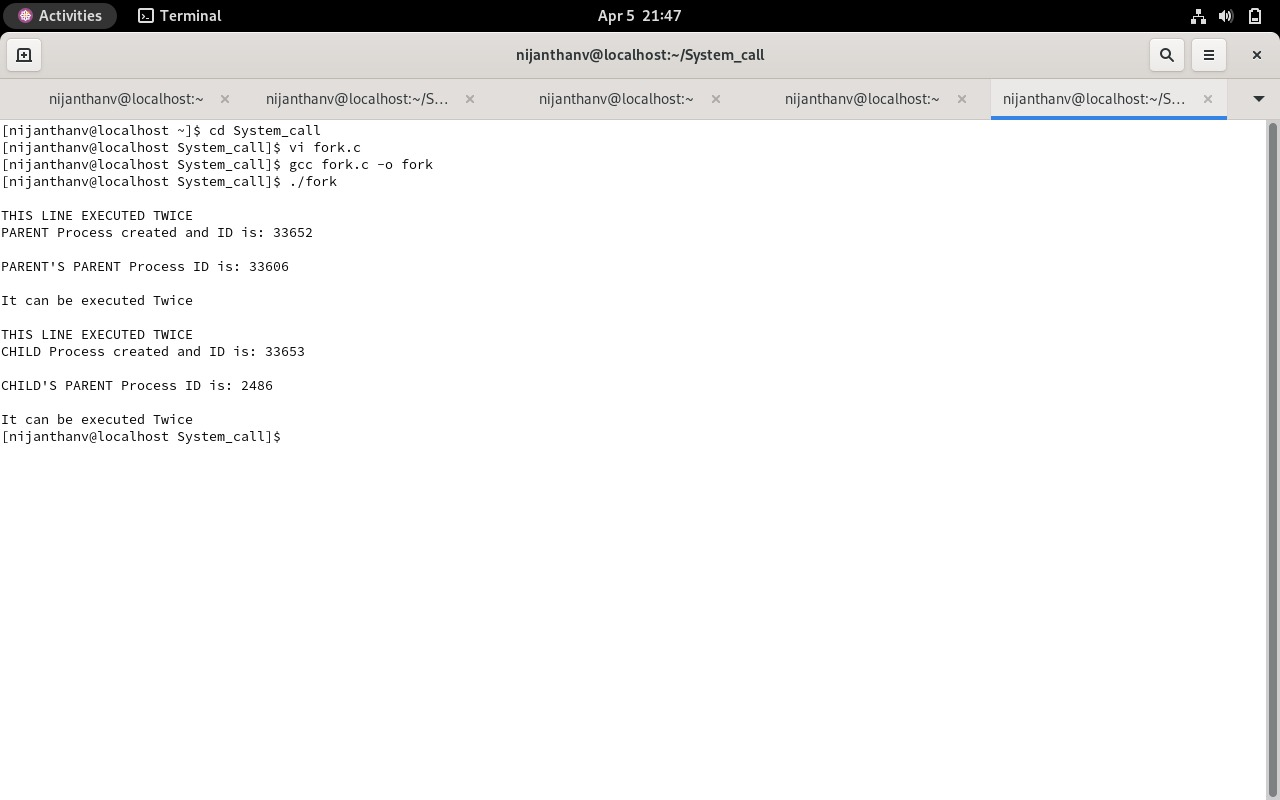 Activities Terminal Apr 5 21:47
nijanthanv@localhost:~/System_call
nijanthanv@localhost:~ nijanthanv@localhost:~/S… nijanthanv@localhost:~ nijanthanv@localhost:~ nijanthanv@localhost:~/S…
[nijanthanv@localhost ~]$ cd System_call
[nijanthanv@localhost System_call]$ vi fork.c
[nijanthanv@localhost System_call]$ gcc fork.c -o fork
[nijanthanv@localhost System_call]$ ./fork
THIS LINE EXECUTED TWICE
PARENT Process created and ID is: 33652
PARENT'S PARENT Process ID is: 33606
It can be executed Twice
THIS LINE EXECUTED TWICE
CHILD Process created and ID is: 33653
CHILD'S PARENT Process ID is: 2486
It can be executed Twice
[nijanthanv@localhost System_call]$